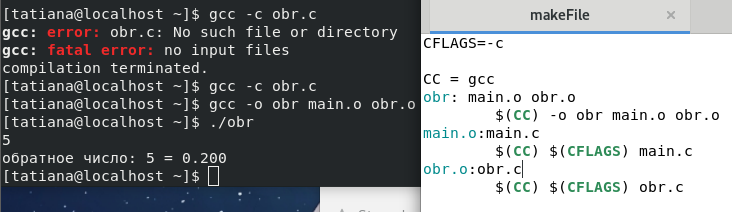 [tatiana@localhost ~]$ gcc -c obr.c
gcc: error: obr.c: No such file or directory
gcc: fatal error: no input files
compilation terminated.
[tatiana@localhost ~]$ gcc -c obr.c
[tatiana@localhost ~]$ gcc -o obr main.o obr.o
[tatiana@localhost ~]$ ./obr
5
обратное число: 5 = 0.200
[tatiana@localhost ~]$
makeFile ×
CFLAGS=-c
CC = gcc
obr: main.o obr.o
$(CC) -o obr main.o obr.o
main.o:main.c
$(CC) $(CFLAGS) main.c
obr.o:obr.c
$(CC) $(CFLAGS) obr.c